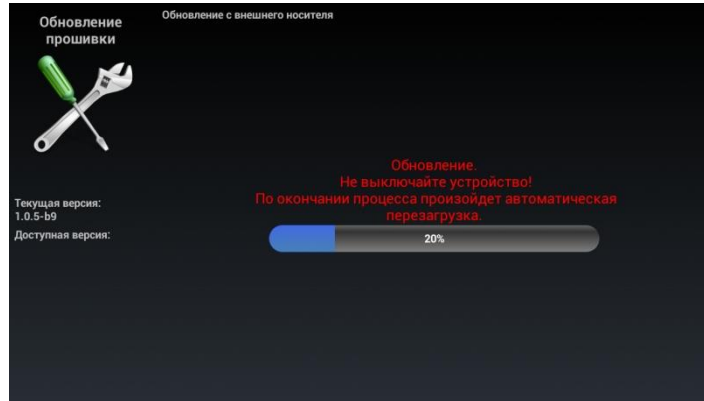 Обновление
прошивки
Обновление с внешнего носителя
Текущая версия:
1.0.5-b9
Доступная версия:
Обновление.
Не выключайте устройство!
По окончании процесса произойдет автоматическая
перезагрузка.
20%